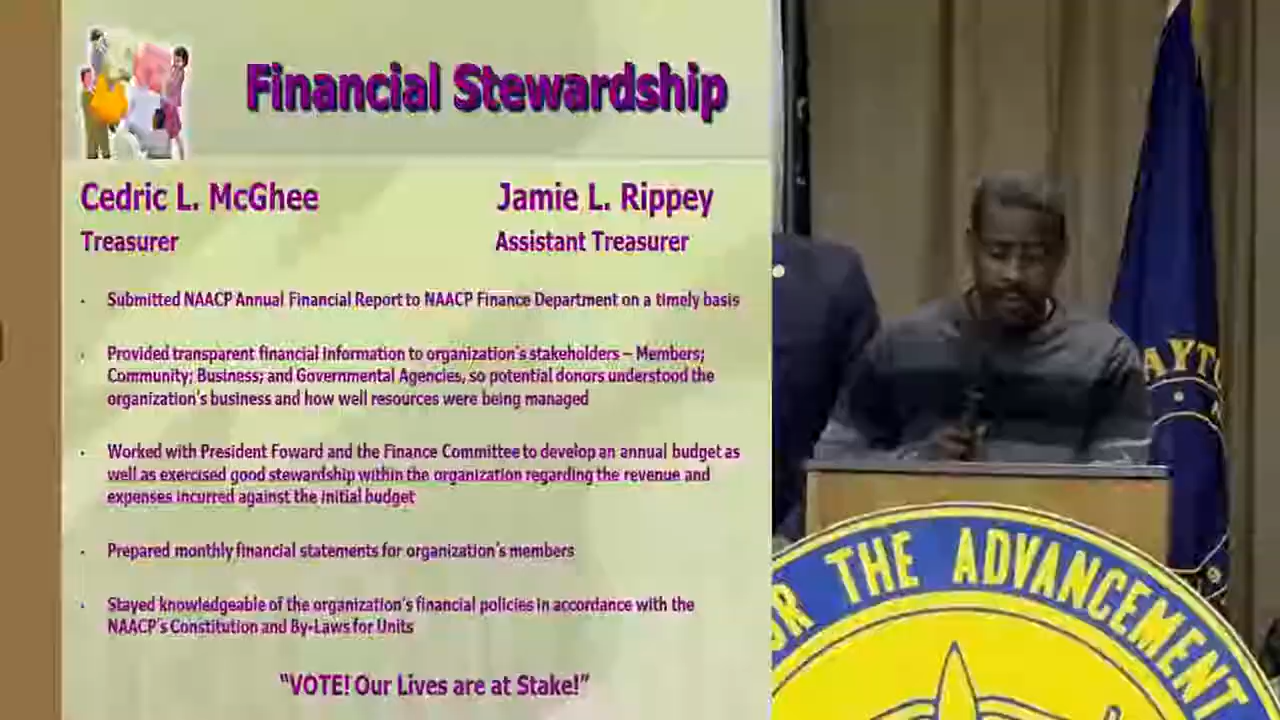 Financial Stewardship
Cedric L. McGhee
Treasurer
Jamie L. Rippey
Assistant Treasurer
· Submitted NAACP Annual Financial Report to NAACP Finance Department on a timely basis
· Provided transparent financial information to organization's stakeholders – Members;
Community; Business; and Governmental Agencies, so potential donors understood the
organization's business and how well resources were being managed
· Worked with President Foward and the Finance Committee to develop an annual budget as
well as exercised good stewardship within the organization regarding the revenue and
expenses incurred against the initial budget
· Prepared monthly financial statements for organization's members
· Stayed knowledgeable of the organization's financial policies in accordance with the
NAACP's Constitution and By-Laws for Units
"VOTE! Our Lives are at Stake!"
AYT
OR THE ADVANCEMENT